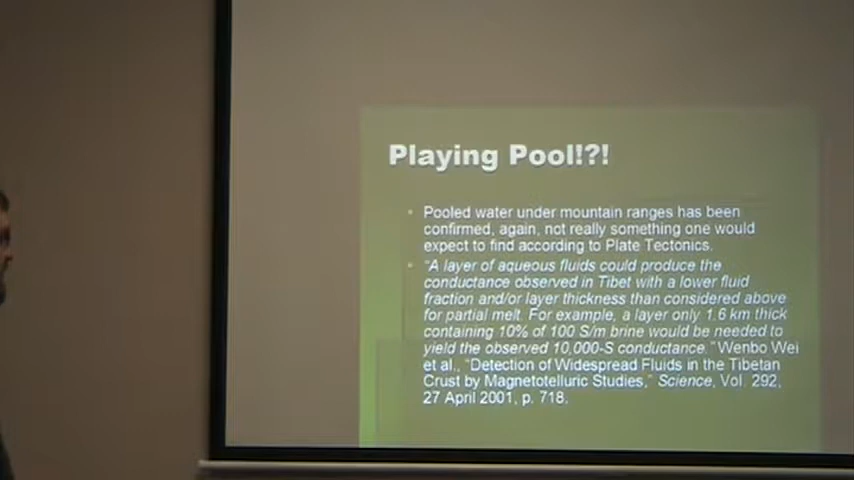 Playing Pool!?!
Pooled water under mountain ranges has been
confirmed, again, not really something one would
expect to find according to Plate Tectonics.
"A layer of aqueous fluids could produce the
conductance observed in Tibet with a lower fluid
fraction and/or layer thickness than considered above
for partial melt. For example, a layer only 1.6 km thick
containing 10% of 100 S/m brine would be needed to
yield the observed 10,000-S conductance." Wenbo Wei
et al., "Detection of Widespread Fluids in the Tibetan
Crust by Magnetotelluric Studies," Science, Vol. 292,
27 April 2001, p. 718.